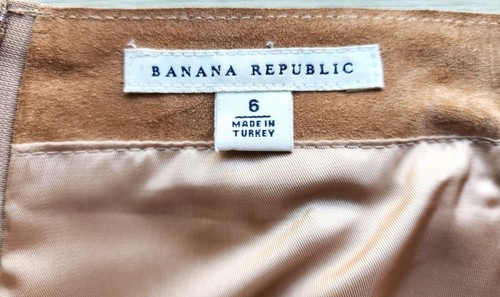 BANANA REPUBLIC
6
MADE IN
TURKEY